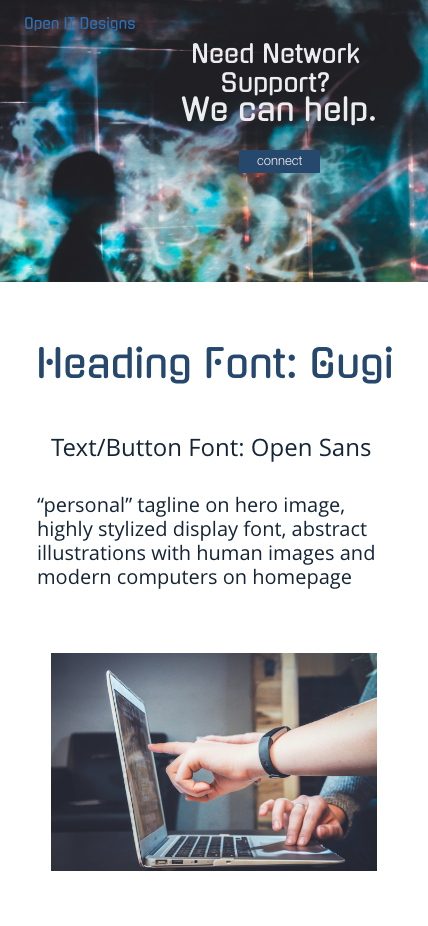 Open IT Designs
Need Network
Support?
We can help.
connect
Heading Font: Gugi
Text/Button Font: Open Sans
“personal” tagline on hero image,
highly stylized display font, abstract
illustrations with human images and
modern computers on homepage